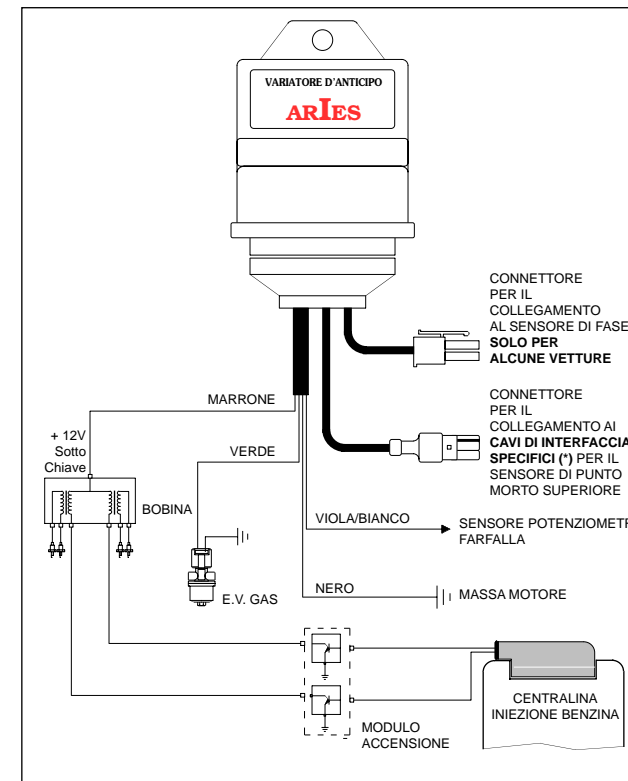 VARIATORE D'ANTICIPO
ARIES
CONNETTORE
PER IL
COLLEGAMENTO
AL SENSORE DI FASE
SOLO PER
ALCUNE VETTURE
CONNETTORE
PER IL
COLLEGAMENTO AI
CAVI DI INTERFACCIA
SPECIFICI (*) PER IL
SENSORE DI PUNTO
MORTO SUPERIORE
MARRONE
+ 12V
Sotto
Chiave
VERDE
BOBINA
VIOLA/BIANCO
SENSORE POTENZIOMETR
FARFALLA
E.V. GAS
NERO
MASSA MOTORE
MODULO
ACCENSIONE
CENTRALINA
INIEZIONE BENZINA